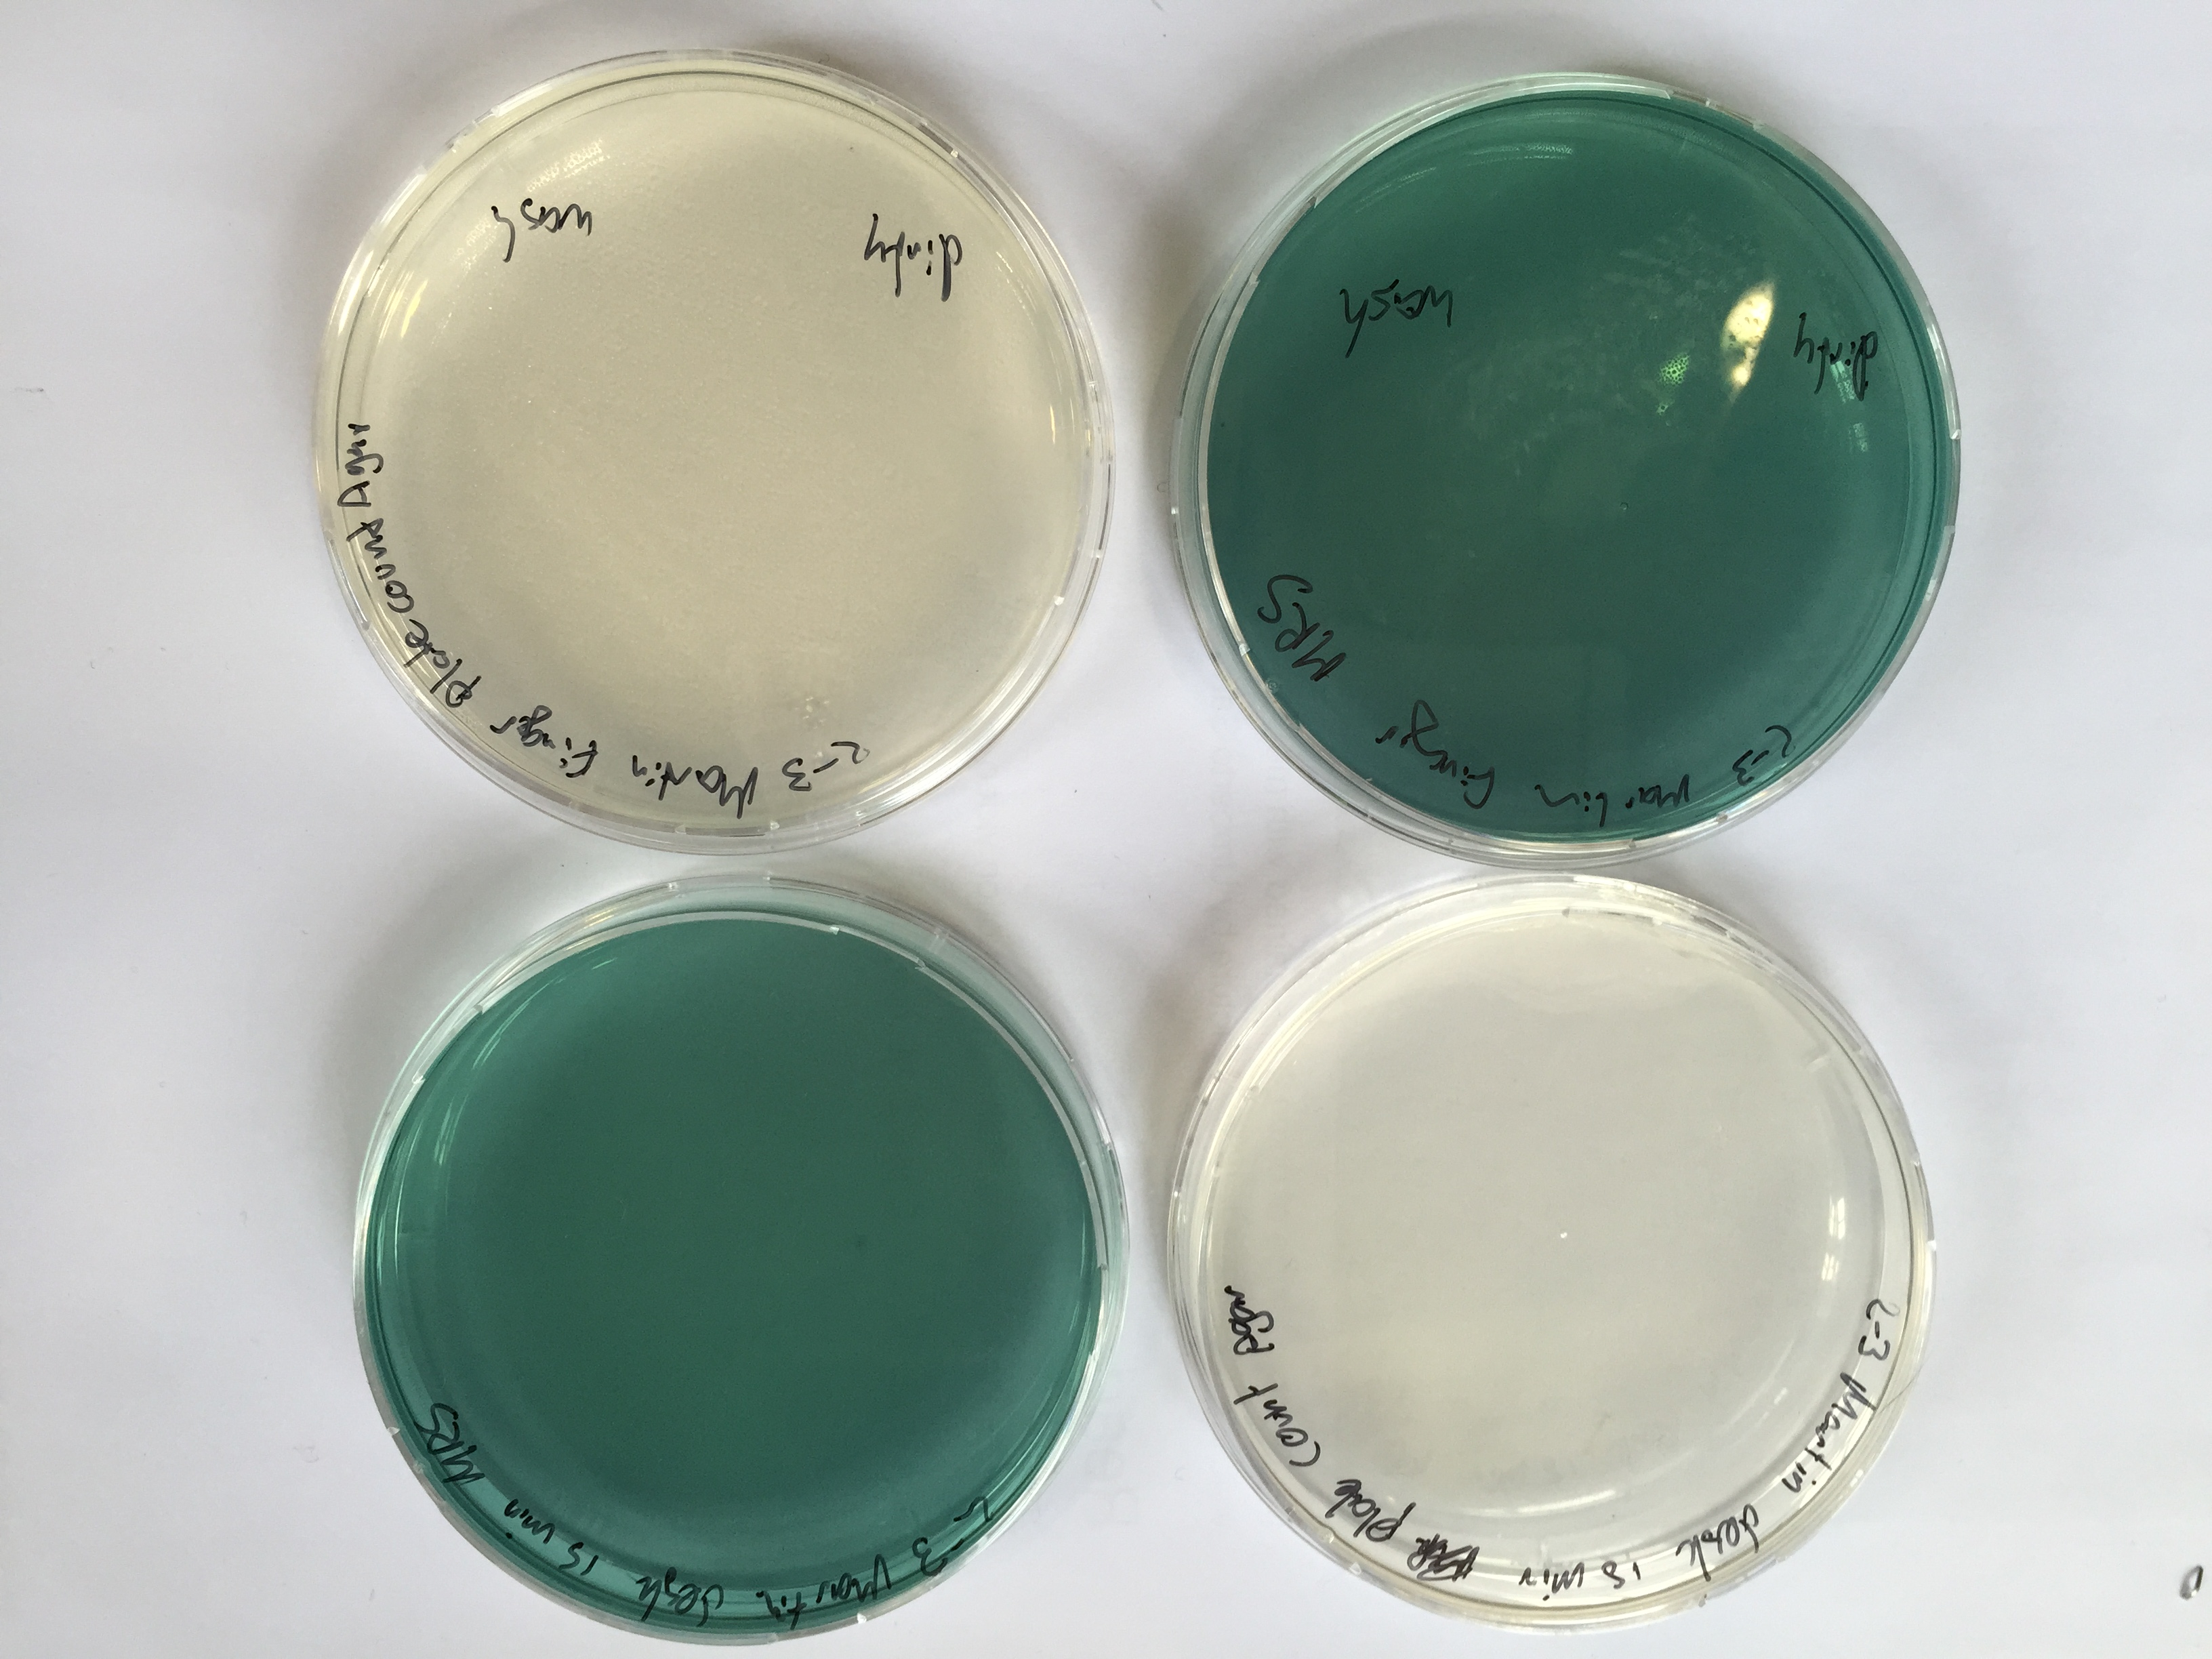 2-3 Martin desk 15 min MRS
2-3 Martin Finger Plate count Agar
wash
dirty
2-3 Martin desk 15 min Plate count Agar
2-3 Martin Finger MRS
wash
dirty